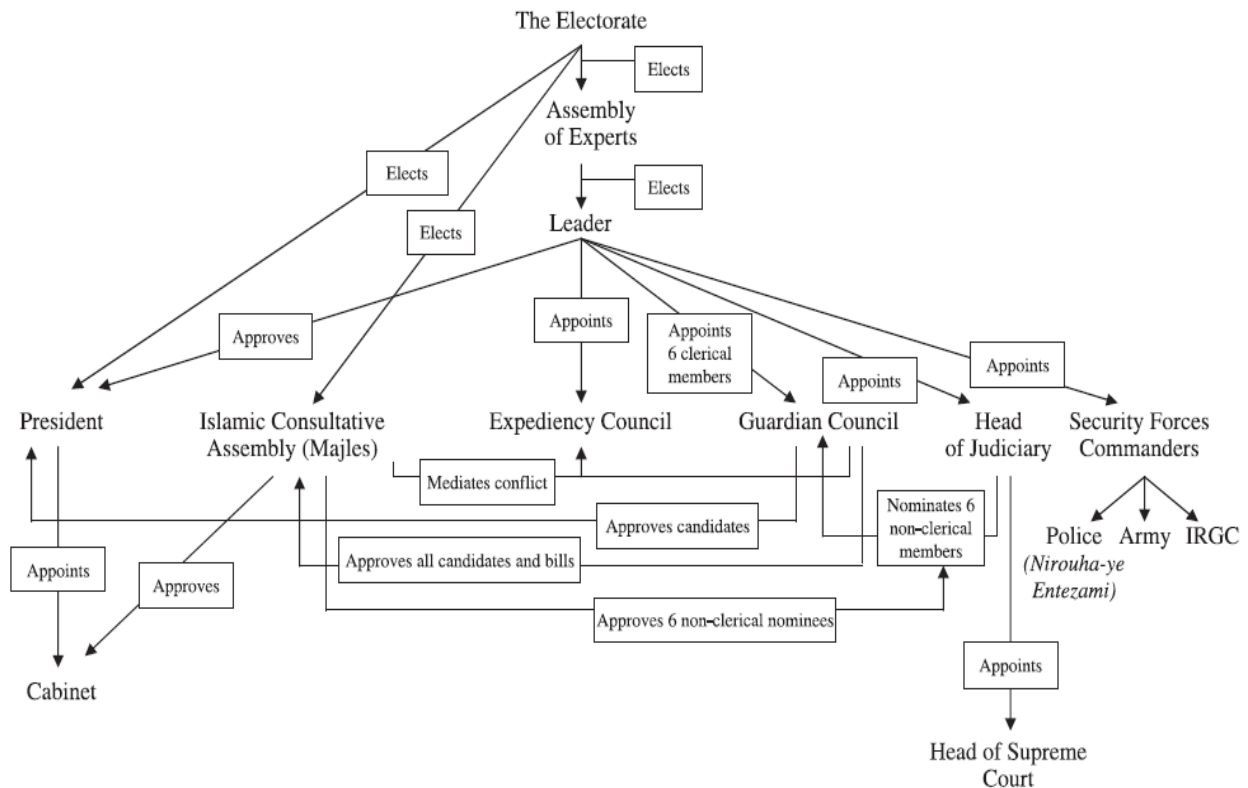 The Electorate
Elects
Assembly
of Experts
Elects
Elects
Leader
Elects
Approves
Appoints
Appoints
6 clerical
members
Appoints
Appoints
President
Islamic Consultative
Assembly (Majles)
Expediency Council
Guardian Council
Head
of Judiciary
Security Forces
Commanders
Mediates conflict
Approves candidates
Nominates 6
non-clerical
members
Police
(Nirouha-ye
Entezami)
Army
IRGC
Appoints
Approves
Approves all candidates and bills
Approves 6 non-clerical nominees
Appoints
Cabinet
Head of Supreme
Court